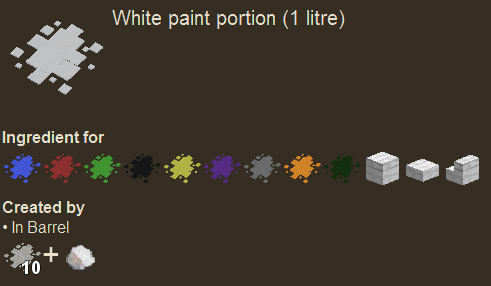 White paint portion (1 litre)
Ingredient for
Created by
• In Barrel
10 +